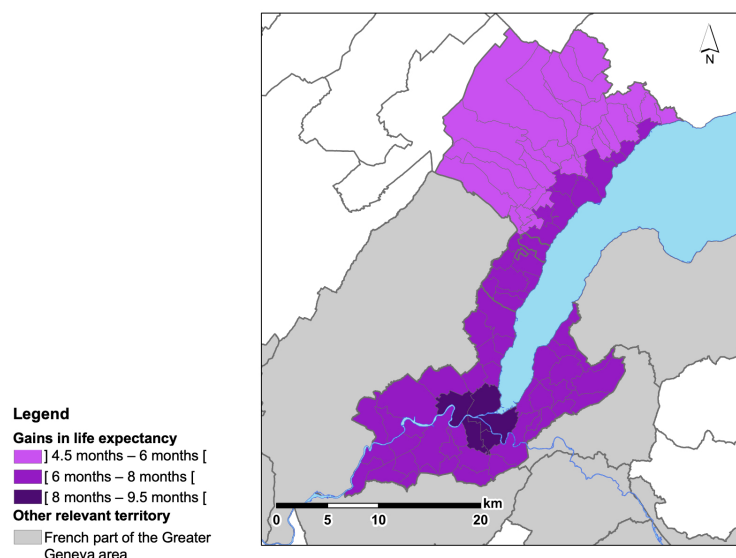 N
Legend
Gains in life expectancy
] 4.5 months – 6 months [
[ 6 months – 8 months [
[ 8 months – 9.5 months [
Other relevant territory
French part of the Greater
Geneva area
km
0 5 10 20